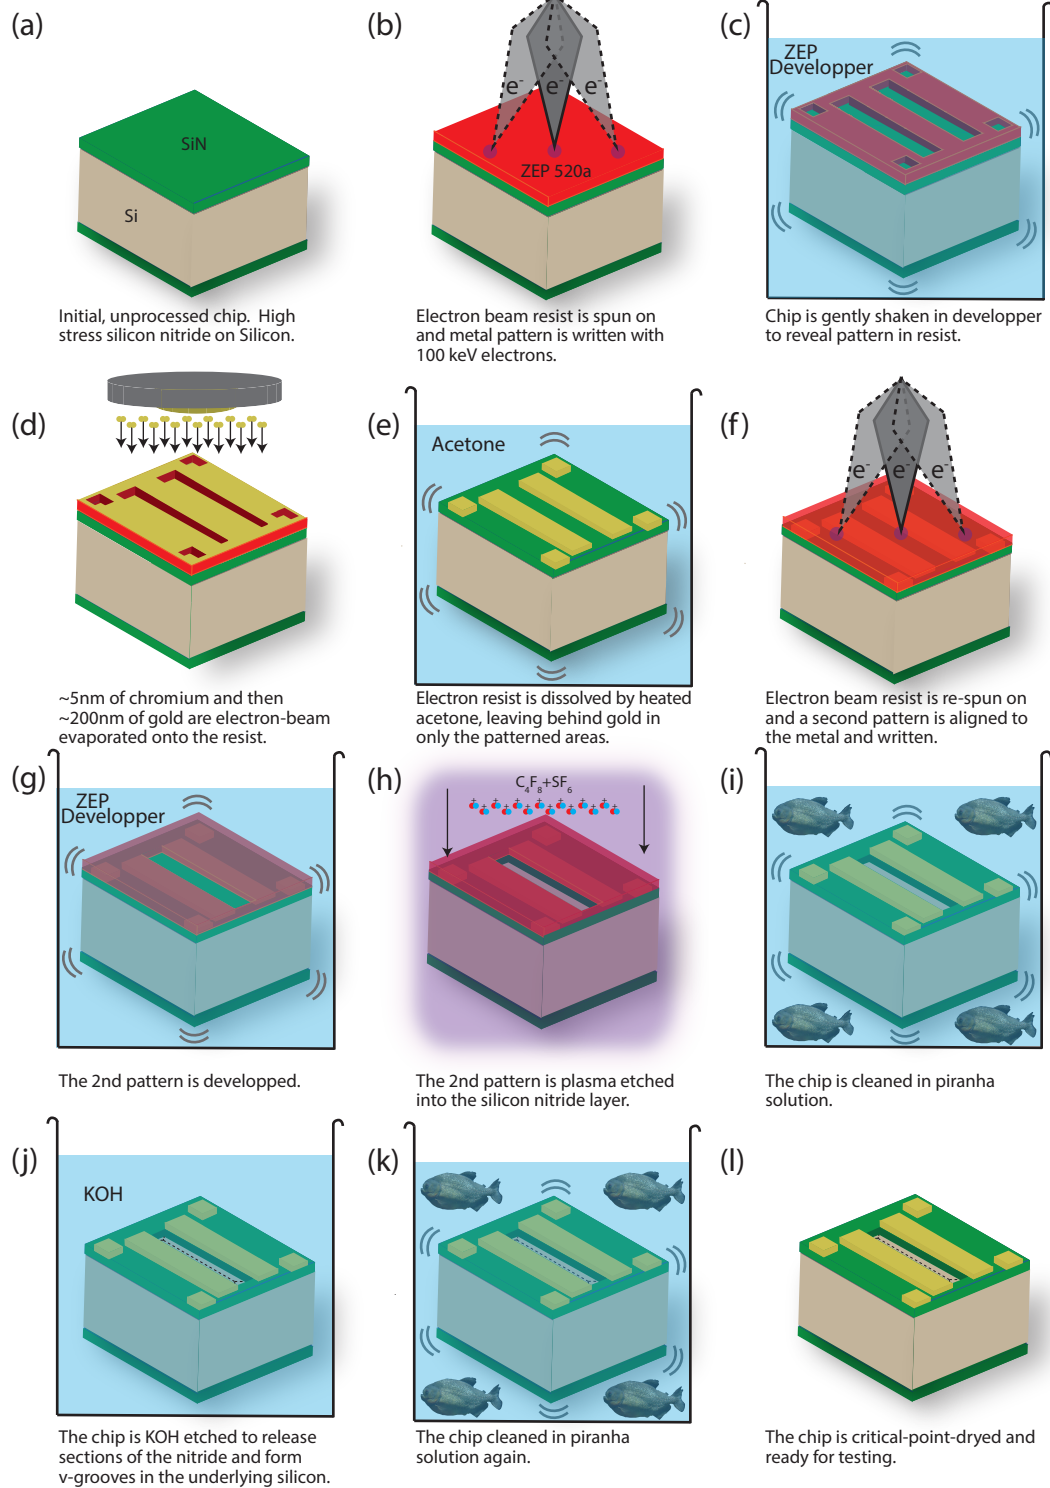 (a)
SiN
Si
Initial, unprocessed chip.  High
stress silicon nitride on Silicon.
(b)
e-
e-
e-
ZEP 520a
Electron beam resist is spun on
and metal pattern is written with
100 keV electrons.
(c)
ZEP
Developper
Chip is gently shaken in developper
to reveal pattern in resist.
(d)
~5nm of chromium and then
~200nm of gold are electron-beam
evaporated onto the resist.
(e)
Acetone
Electron resist is dissolved by heated
acetone, leaving behind gold in
only the patterned areas.
(f)
e-
e-
e-
Electron beam resist is re-spun on
and a second pattern is aligned to
the metal and written.
(g)
ZEP
Developper
The 2nd pattern is developped.
(h)
C4F8+SF6
+ + + + + + +
+ + + + + + +
The 2nd pattern is plasma etched
into the silicon nitride layer.
(i)
The chip is cleaned in piranha
solution.
(j)
KOH
The chip is KOH etched to release
sections of the nitride and form
v-grooves in the underlying silicon.
(k)
The chip cleaned in piranha
solution again.
(l)
The chip is critical-point-dryed and
ready for testing.